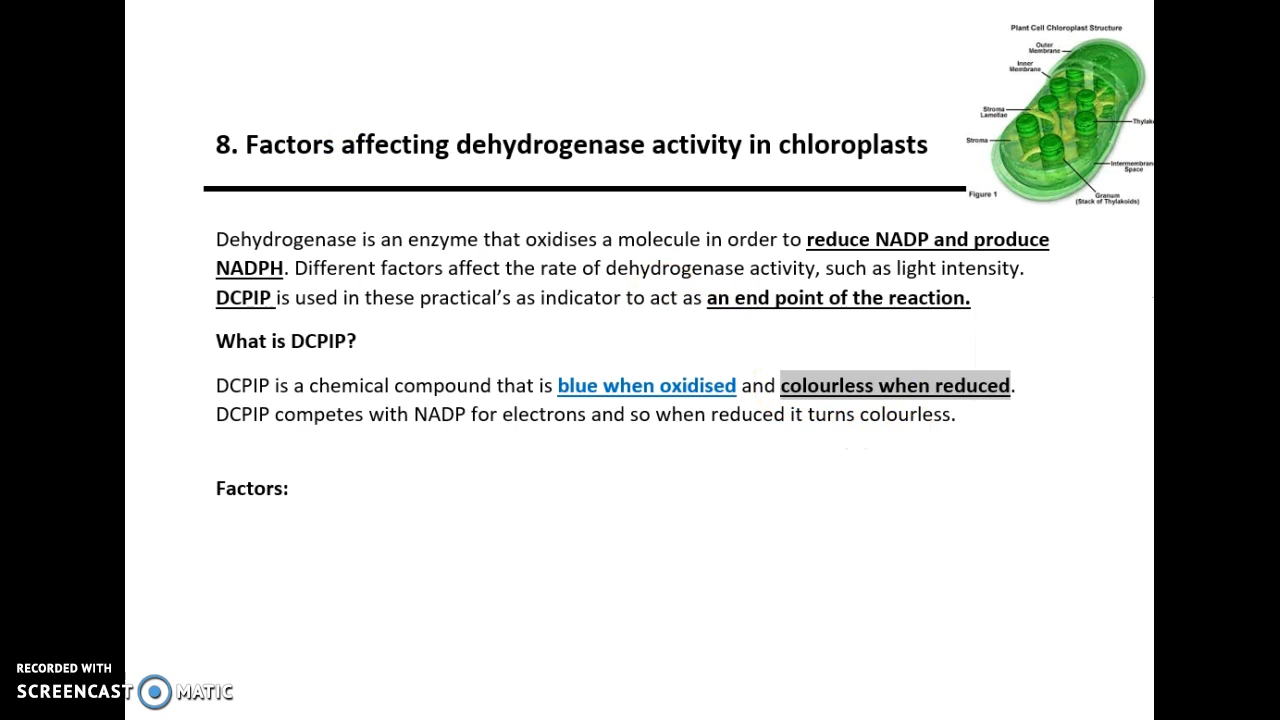 Plant Cell Chloroplast Structure
Outer
Membrane
Inner
Membrane
Stroma
Lamellae
Stroma
Intermembran
Space
Granum
(Stack of Thylakoids)
Figure 1
8. Factors affecting dehydrogenase activity in chloroplasts
Dehydrogenase is an enzyme that oxidises a molecule in order to reduce NADP and produce
NADPH. Different factors affect the rate of dehydrogenase activity, such as light intensity.
DCPIP is used in these practical's as indicator to act as an end point of the reaction.
What is DCPIP?
DCPIP is a chemical compound that is blue when oxidised and colourless when reduced.
DCPIP competes with NADP for electrons and so when reduced it turns colourless.
Factors:
RECORDED WITH
SCREENCAST MATIC